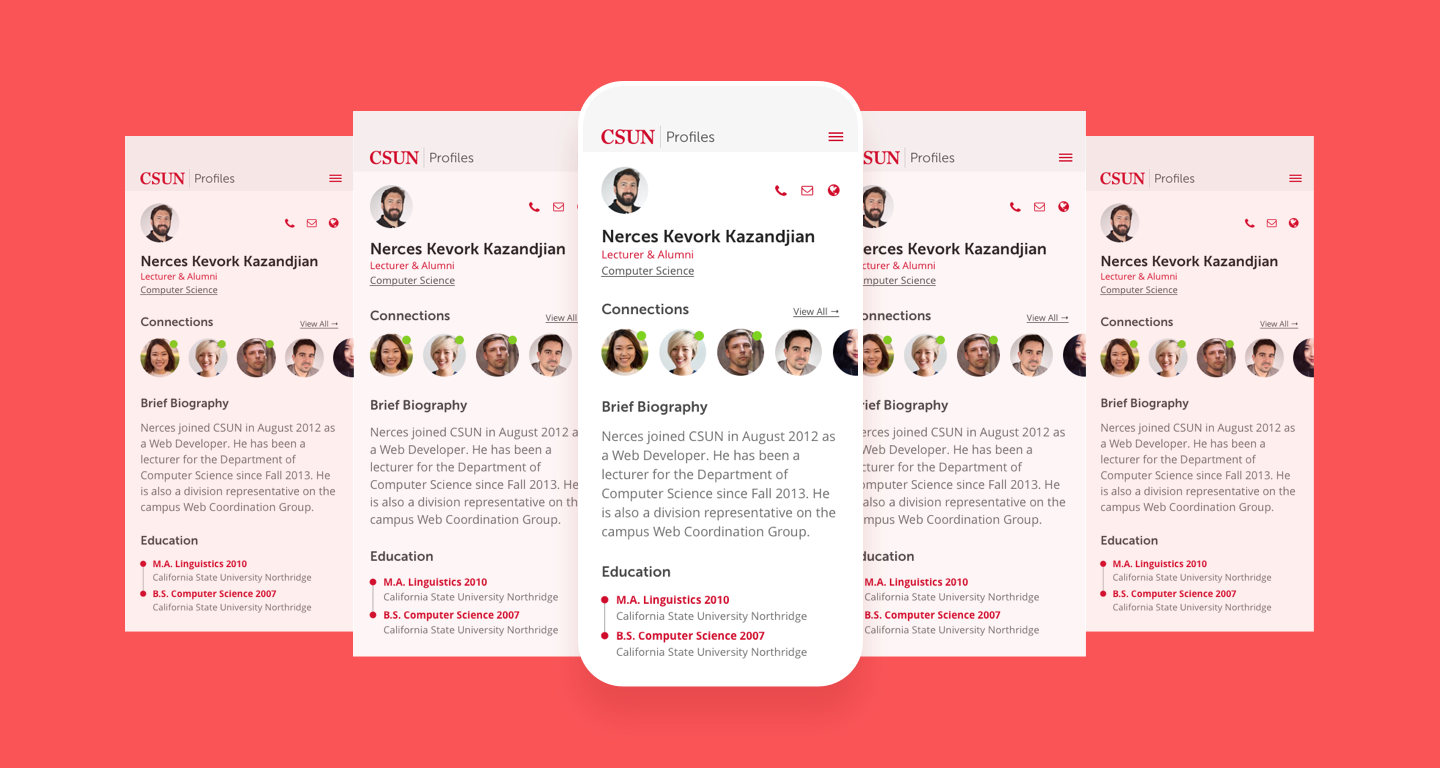 CSUN | Profiles
Nerces Kevork Kazandjian
Lecturer & Alumni
Computer Science
Connections
View All →
Brief Biography
Nerces joined CSUN in August 2012 as
a Web Developer. He has been a
lecturer for the Department of
Computer Science since Fall 2013. He
is also a division representative on the
campus Web Coordination Group.
Education
M.A. Linguistics 2010
California State University Northridge
B.S. Computer Science 2007
California State University Northridge
CSUN | Profiles
Nerces Kevork Kazandjian
Lecturer & Alumni
Computer Science
Connections
View All
Brief Biography
Nerces joined CSUN in August 2012 a
a Web Developer. He has been a
lecturer for the Department of
Computer Science since Fall 2013. He
is also a division representative on th
campus Web Coordination Group.
Education
M.A. Linguistics 2010
California State University Northridge
B.S. Computer Science 2007
California State University Northridge
CSUN | Profiles
Nerces Kevork Kazandjian
Lecturer & Alumni
Computer Science
Connections
View All →
Brief Biography
Nerces joined CSUN in August 2012 as
a Web Developer. He has been a
lecturer for the Department of
Computer Science since Fall 2013. He
is also a division representative on the
campus Web Coordination Group.
Education
M.A. Linguistics 2010
California State University Northridge
B.S. Computer Science 2007
California State University Northridge
SUN | Profiles
erces Kevork Kazandjian
cturer & Alumni
mputer Science
onnections
View All →
rief Biography
erces joined CSUN in August 2012 as
Web Developer. He has been a
cturer for the Department of
omputer Science since Fall 2013. He
also a division representative on the
mpus Web Coordination Group.
ducation
M.A. Linguistics 2010
California State University Northridge
B.S. Computer Science 2007
California State University Northridge
CSUN | Profiles
Nerces Kevork Kazandjian
Lecturer & Alumni
Computer Science
Connections
View All →
Brief Biography
Nerces joined CSUN in August 2012 as
a Web Developer. He has been a
lecturer for the Department of
Computer Science since Fall 2013. He
is also a division representative on the
campus Web Coordination Group.
Education
M.A. Linguistics 2010
California State University Northridge
B.S. Computer Science 2007
California State University Northridge